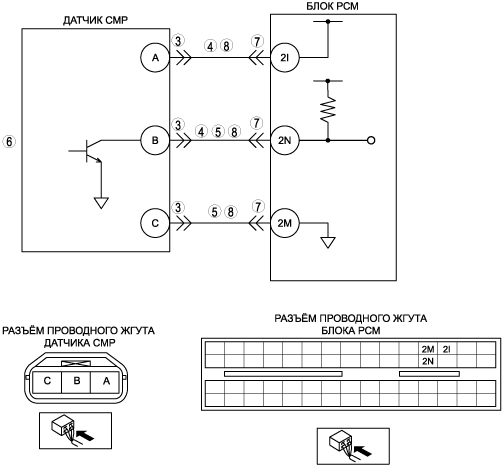 ДАТЧИК CMP
БЛОК PCM
A 3 4 8 7 2I
6
B 3 4 5 8 7 2N
C 3 5 8 7 2M
РАЗЪЁМ ПРОВОДНОГО ЖГУТА
ДАТЧИКА CMP
C B A
РАЗЪЁМ ПРОВОДНОГО ЖГУТА
БЛОКА PCM
2M 2I
2N